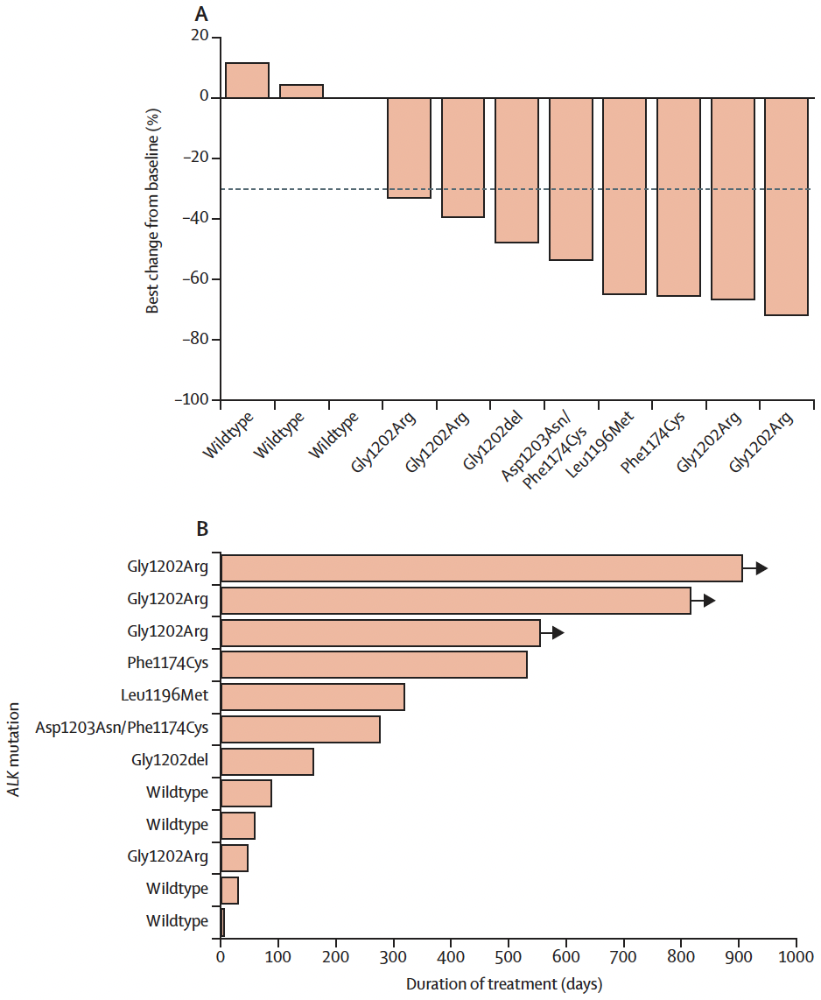 A
20
0
–20
–40
–60
–80
–100
Best change from baseline (%)
Wildtype
Wildtype
Wildtype
Gly1202Arg
Gly1202Arg
Gly1202del
Asp1203Asn/
Phe1174Cys
Leu1196Met
Phe1174Cys
Gly1202Arg
Gly1202Arg
B
ALK mutation
Gly1202Arg
Gly1202Arg
Gly1202Arg
Phe1174Cys
Leu1196Met
Asp1203Asn/Phe1174Cys
Gly1202del
Wildtype
Wildtype
Gly1202Arg
Wildtype
Wildtype
0 100 200 300 400 500 600 700 800 900 1000
Duration of treatment (days)